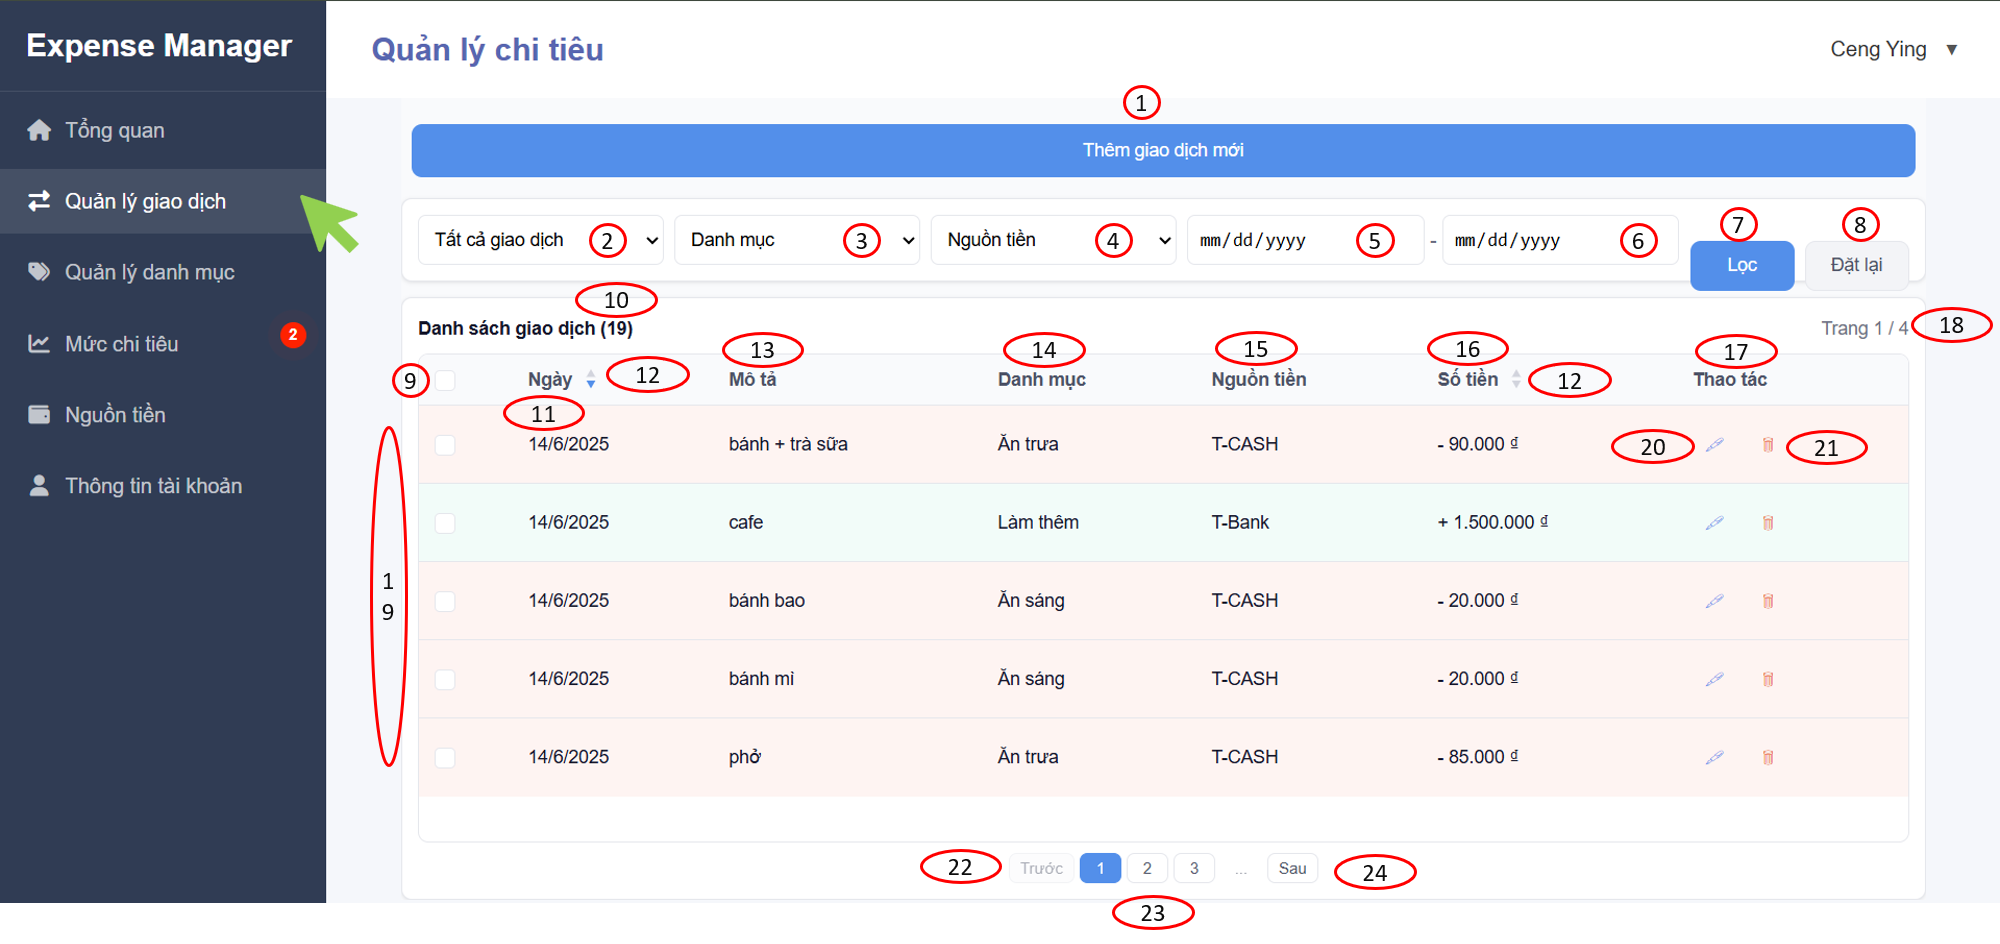 Expense Manager
Tổng quan
Quản lý giao dịch
Quản lý danh mục
Mức chi tiêu
2
Nguồn tiền
Thông tin tài khoản
Quản lý chi tiêu
Ceng Ying ▼
1
Thêm giao dịch mới
Tất cả giao dịch 2
Danh mục 3
Nguồn tiền 4
mm/dd/yyyy 5
-
mm/dd/yyyy 6
7
Lọc
8
Đặt lại
10
Danh sách giao dịch (19)
Trang 1 / 4 18
9
Ngày 12
11
13
Mô tả
14
Danh mục
15
Nguồn tiền
16
Số tiền 12
17
Thao tác
19
14/6/2025 bánh + trà sữa Ăn trưa T-CASH - 90.000 ₫ 20 21
14/6/2025 cafe Làm thêm T-Bank + 1.500.000 ₫
14/6/2025 bánh bao Ăn sáng T-CASH - 20.000 ₫
14/6/2025 bánh mì Ăn sáng T-CASH - 20.000 ₫
14/6/2025 phở Ăn trưa T-CASH - 85.000 ₫
22 Trước 1 2 3 ... Sau 24
23